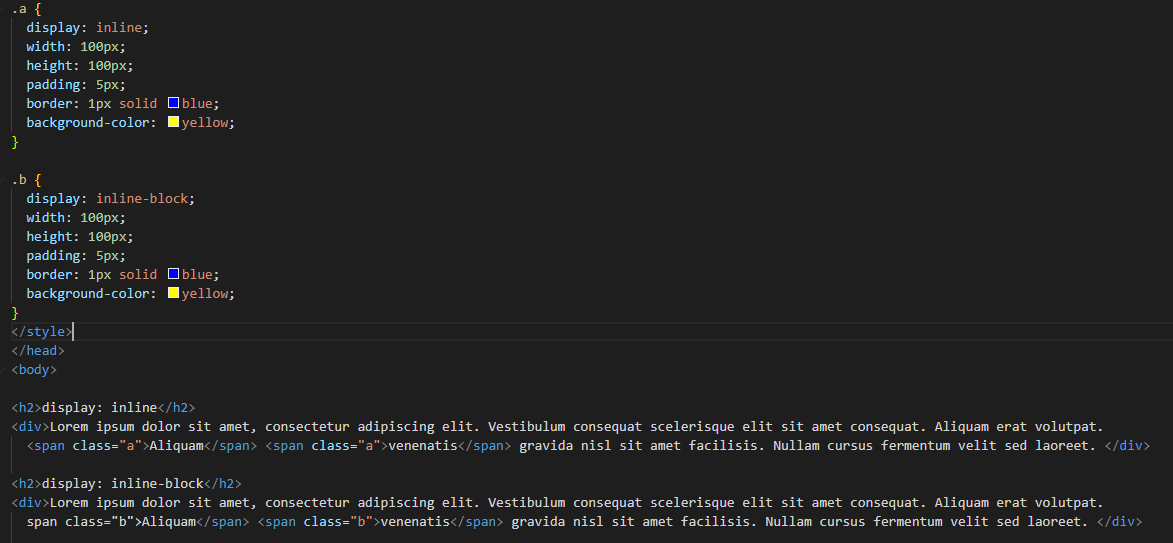 .a {
  display: inline;
  width: 100px;
  height: 100px;
  padding: 5px;
  border: 1px solid blue;
  background-color: yellow;
}

.b {
  display: inline-block;
  width: 100px;
  height: 100px;
  padding: 5px;
  border: 1px solid blue;
  background-color: yellow;
}
</style>
</head>
<body>

<h2>display: inline</h2>
<div>Lorem ipsum dolor sit amet, consectetur adipiscing elit. Vestibulum consequat scelerisque elit sit amet consequat. Aliquam erat volutpat.
  <span class="a">Aliquam</span> <span class="a">venenatis</span> gravida nisl sit amet facilisis. Nullam cursus fermentum velit sed laoreet. </div>

<h2>display: inline-block</h2>
<div>Lorem ipsum dolor sit amet, consectetur adipiscing elit. Vestibulum consequat scelerisque elit sit amet consequat. Aliquam erat volutpat.
  span class="b">Aliquam</span> <span class="b">venenatis</span> gravida nisl sit amet facilisis. Nullam cursus fermentum velit sed laoreet. </div>